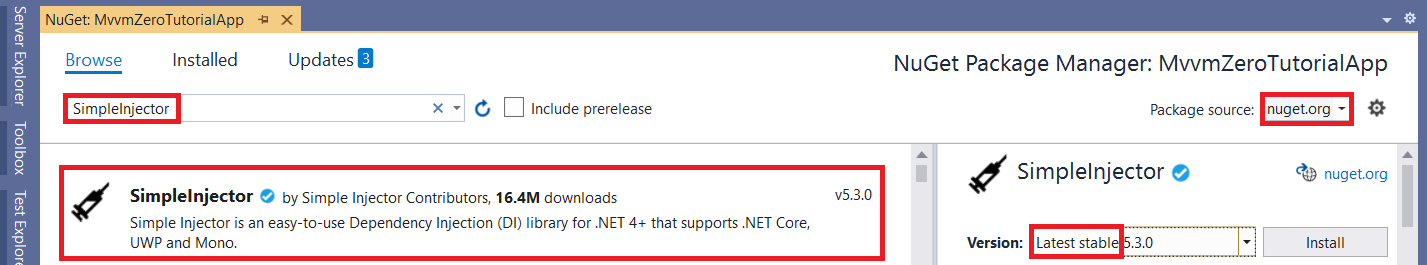 Server Explorer
Toolbox
Test Explore
NuGet: MvvmZeroTutorialApp
Browse Installed Updates 3
NuGet Package Manager: MvvmZeroTutorialApp
SimpleInjector
Include prerelease
Package source: nuget.org
SimpleInjector by Simple Injector Contributors, 16.4M downloads v5.3.0
Simple Injector is an easy-to-use Dependency Injection (DI) library for .NET 4+ that supports .NET Core,
UWP and Mono.
SimpleInjector nuget.org
Version: Latest stable 5.3.0 Install